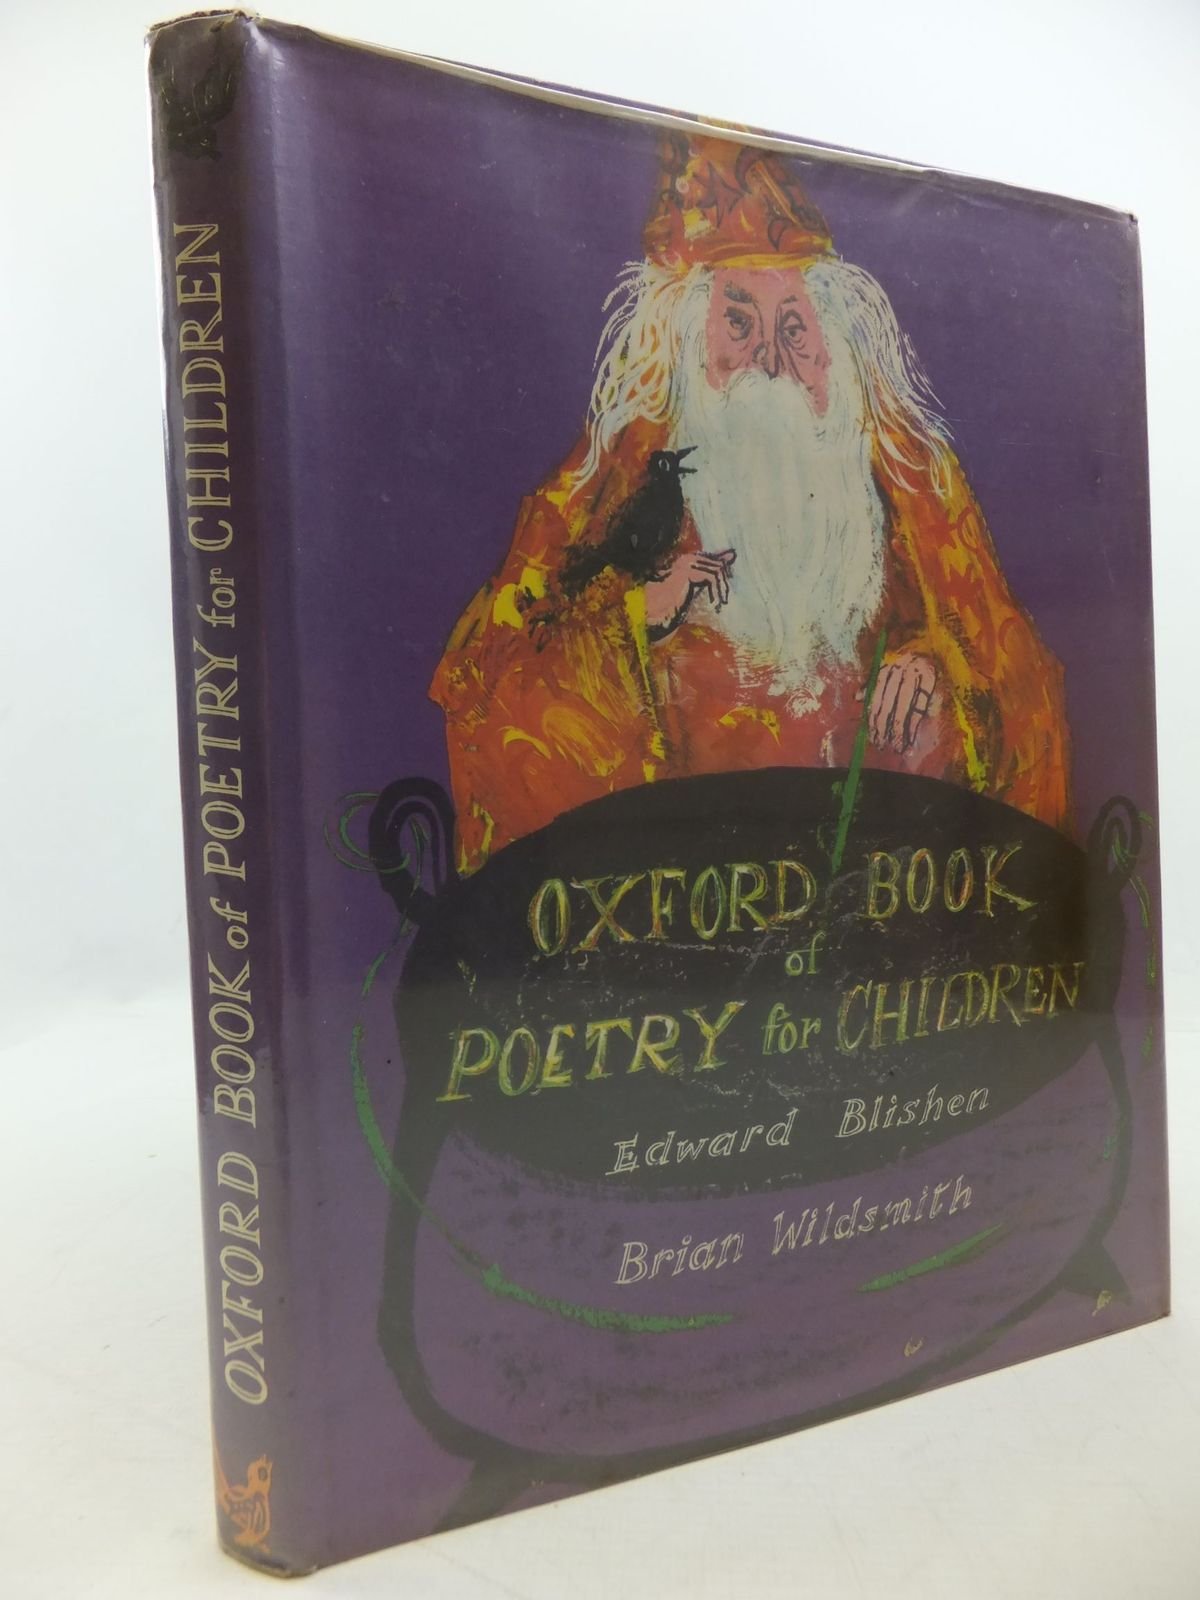 OXFORD BOOK of POETRY for CHILDREN
OXFORD BOOK
of
POETRY for CHILDREN
Edward Blishen
Brian Wildsmith